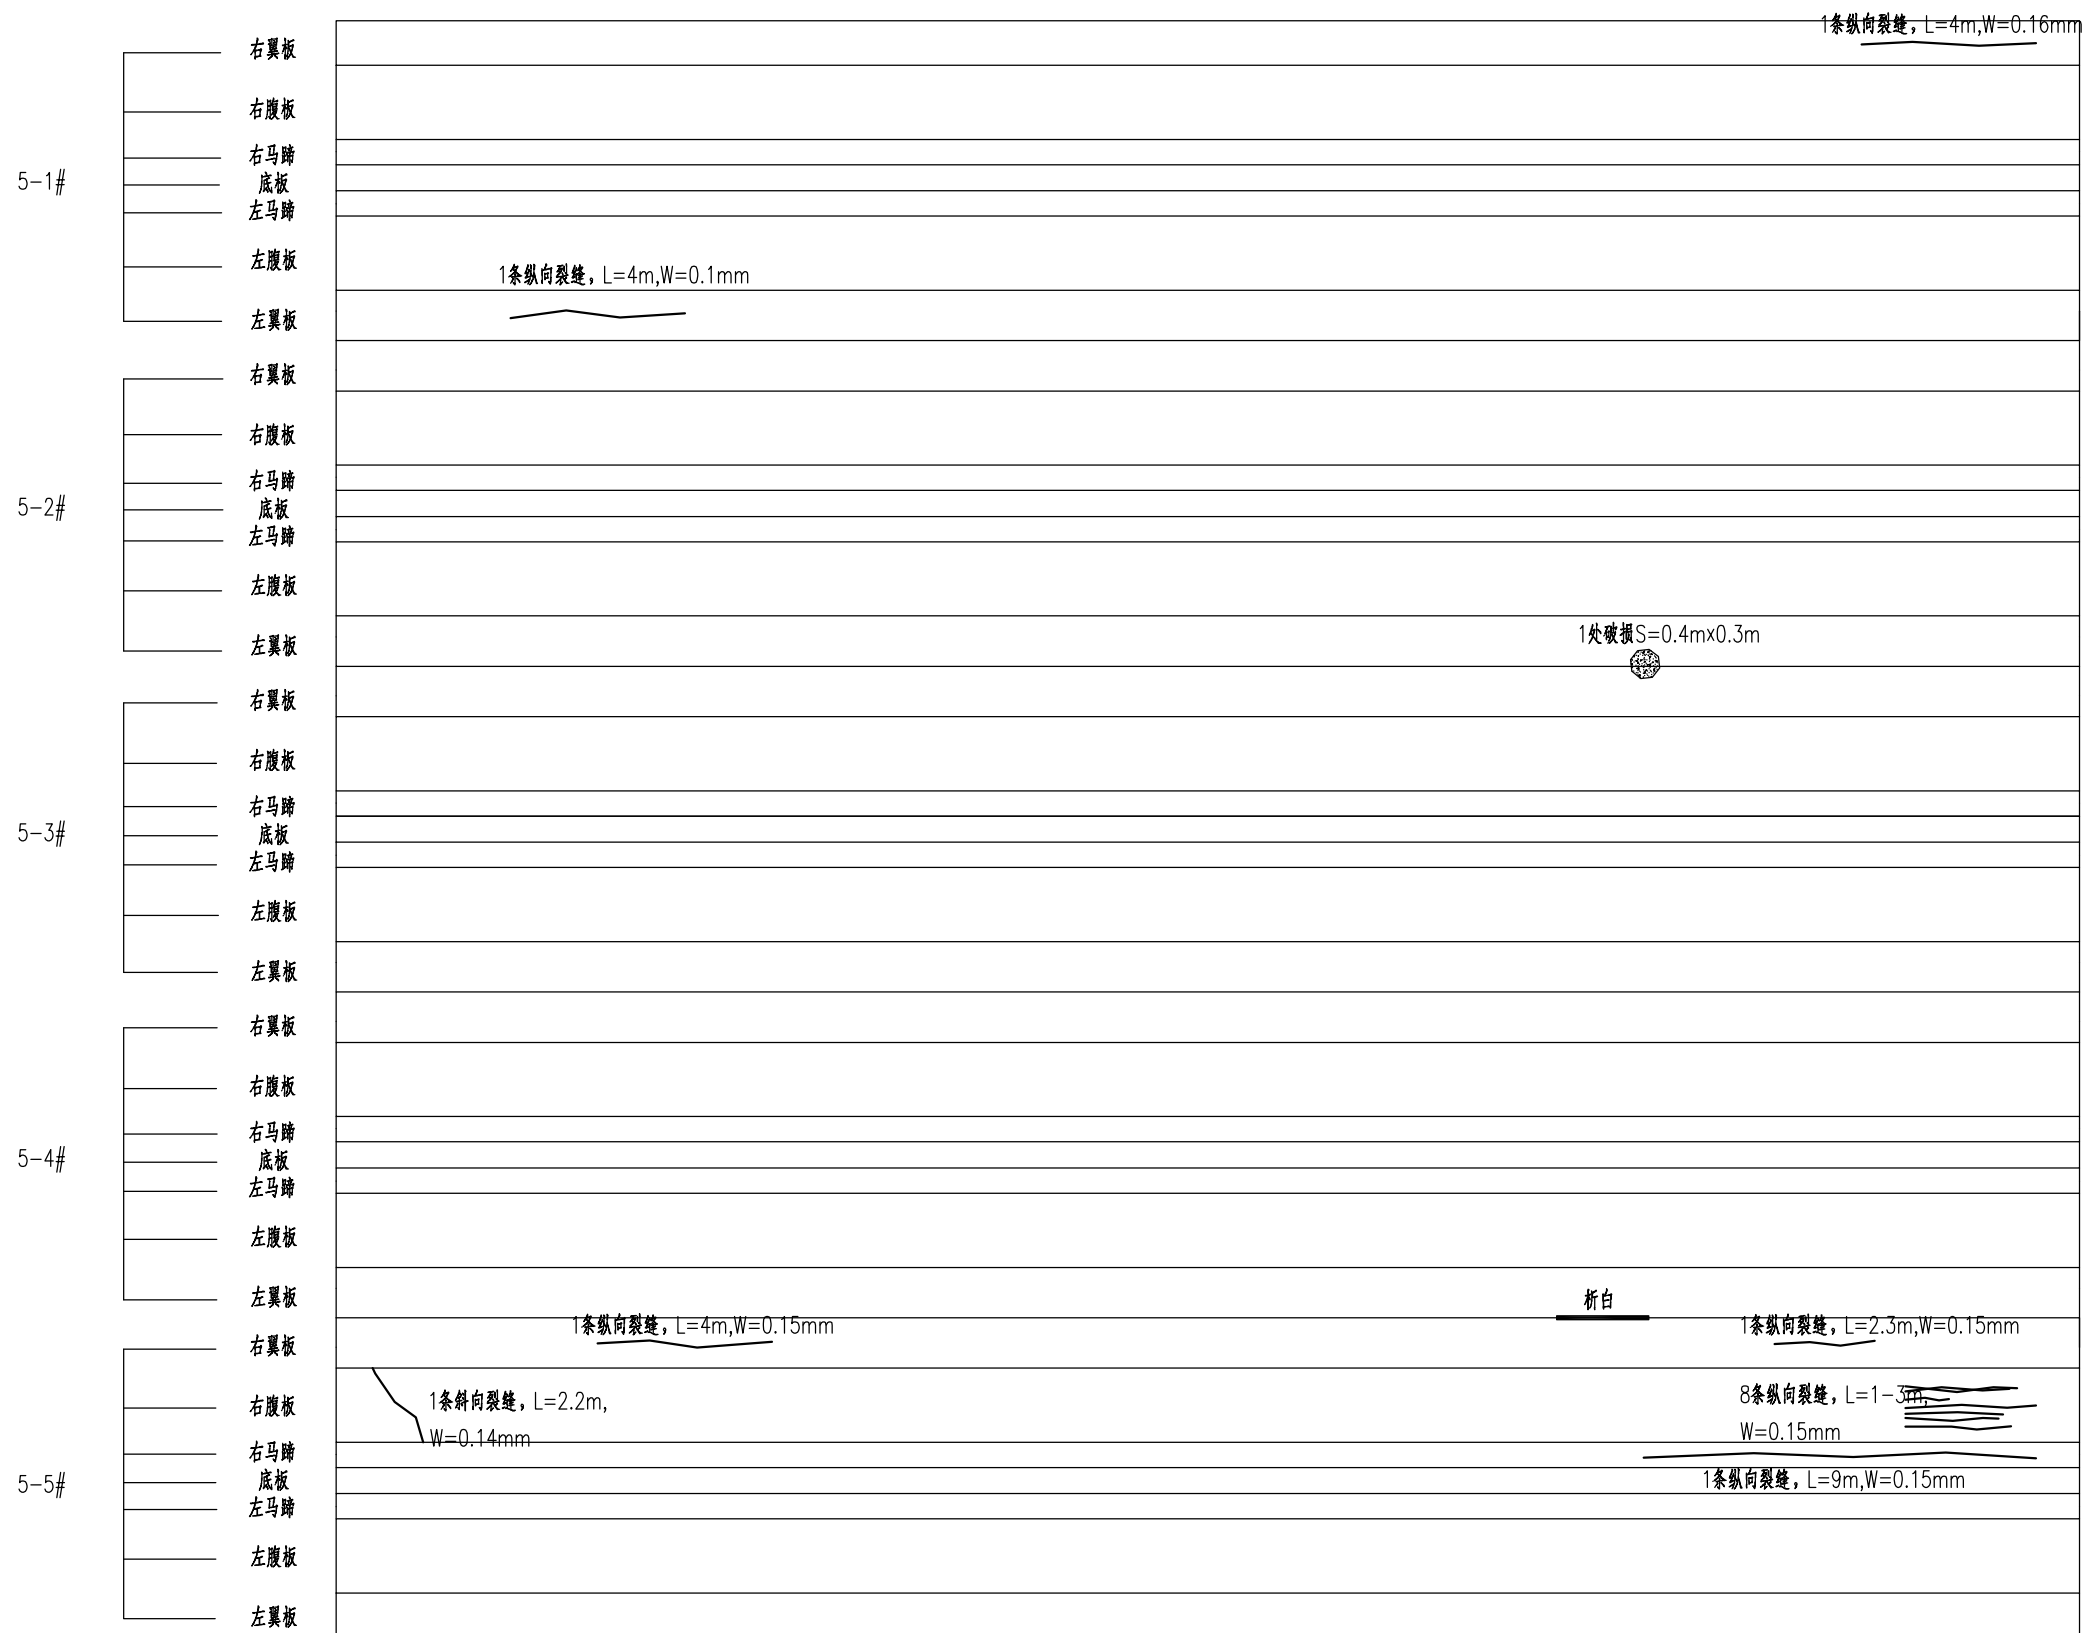 1条纵向裂缝，L=4m,W=0.16mm
右翼板
右腹板
右马蹄
5-1#
底板
左马蹄
左腹板
1条纵向裂缝，L=4m,W=0.1mm
左翼板
右翼板
右腹板
右马蹄
5-2#
底板
左马蹄
左腹板
1处破损S=0.4m×0.3m
左翼板
右翼板
右腹板
右马蹄
5-3#
底板
左马蹄
左腹板
左翼板
右翼板
右腹板
右马蹄
5-4#
底板
左马蹄
左腹板
左翼板
析白
1条纵向裂缝，L=4m,W=0.15mm
1条纵向裂缝，L=2.3m,W=0.15mm
右翼板
右腹板
1条斜向裂缝，L=2.2m,
W=0.14mm
8条纵向裂缝，L=1-3m,
W=0.15mm
右马蹄
5-5#
底板
1条纵向裂缝，L=9m,W=0.15mm
左马蹄
左腹板
左翼板